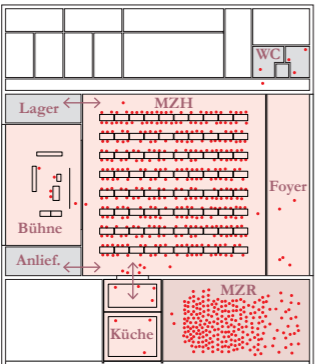 WC
Lager
MZH
Foyer
Bühne
Anlief.
MZR
Küche